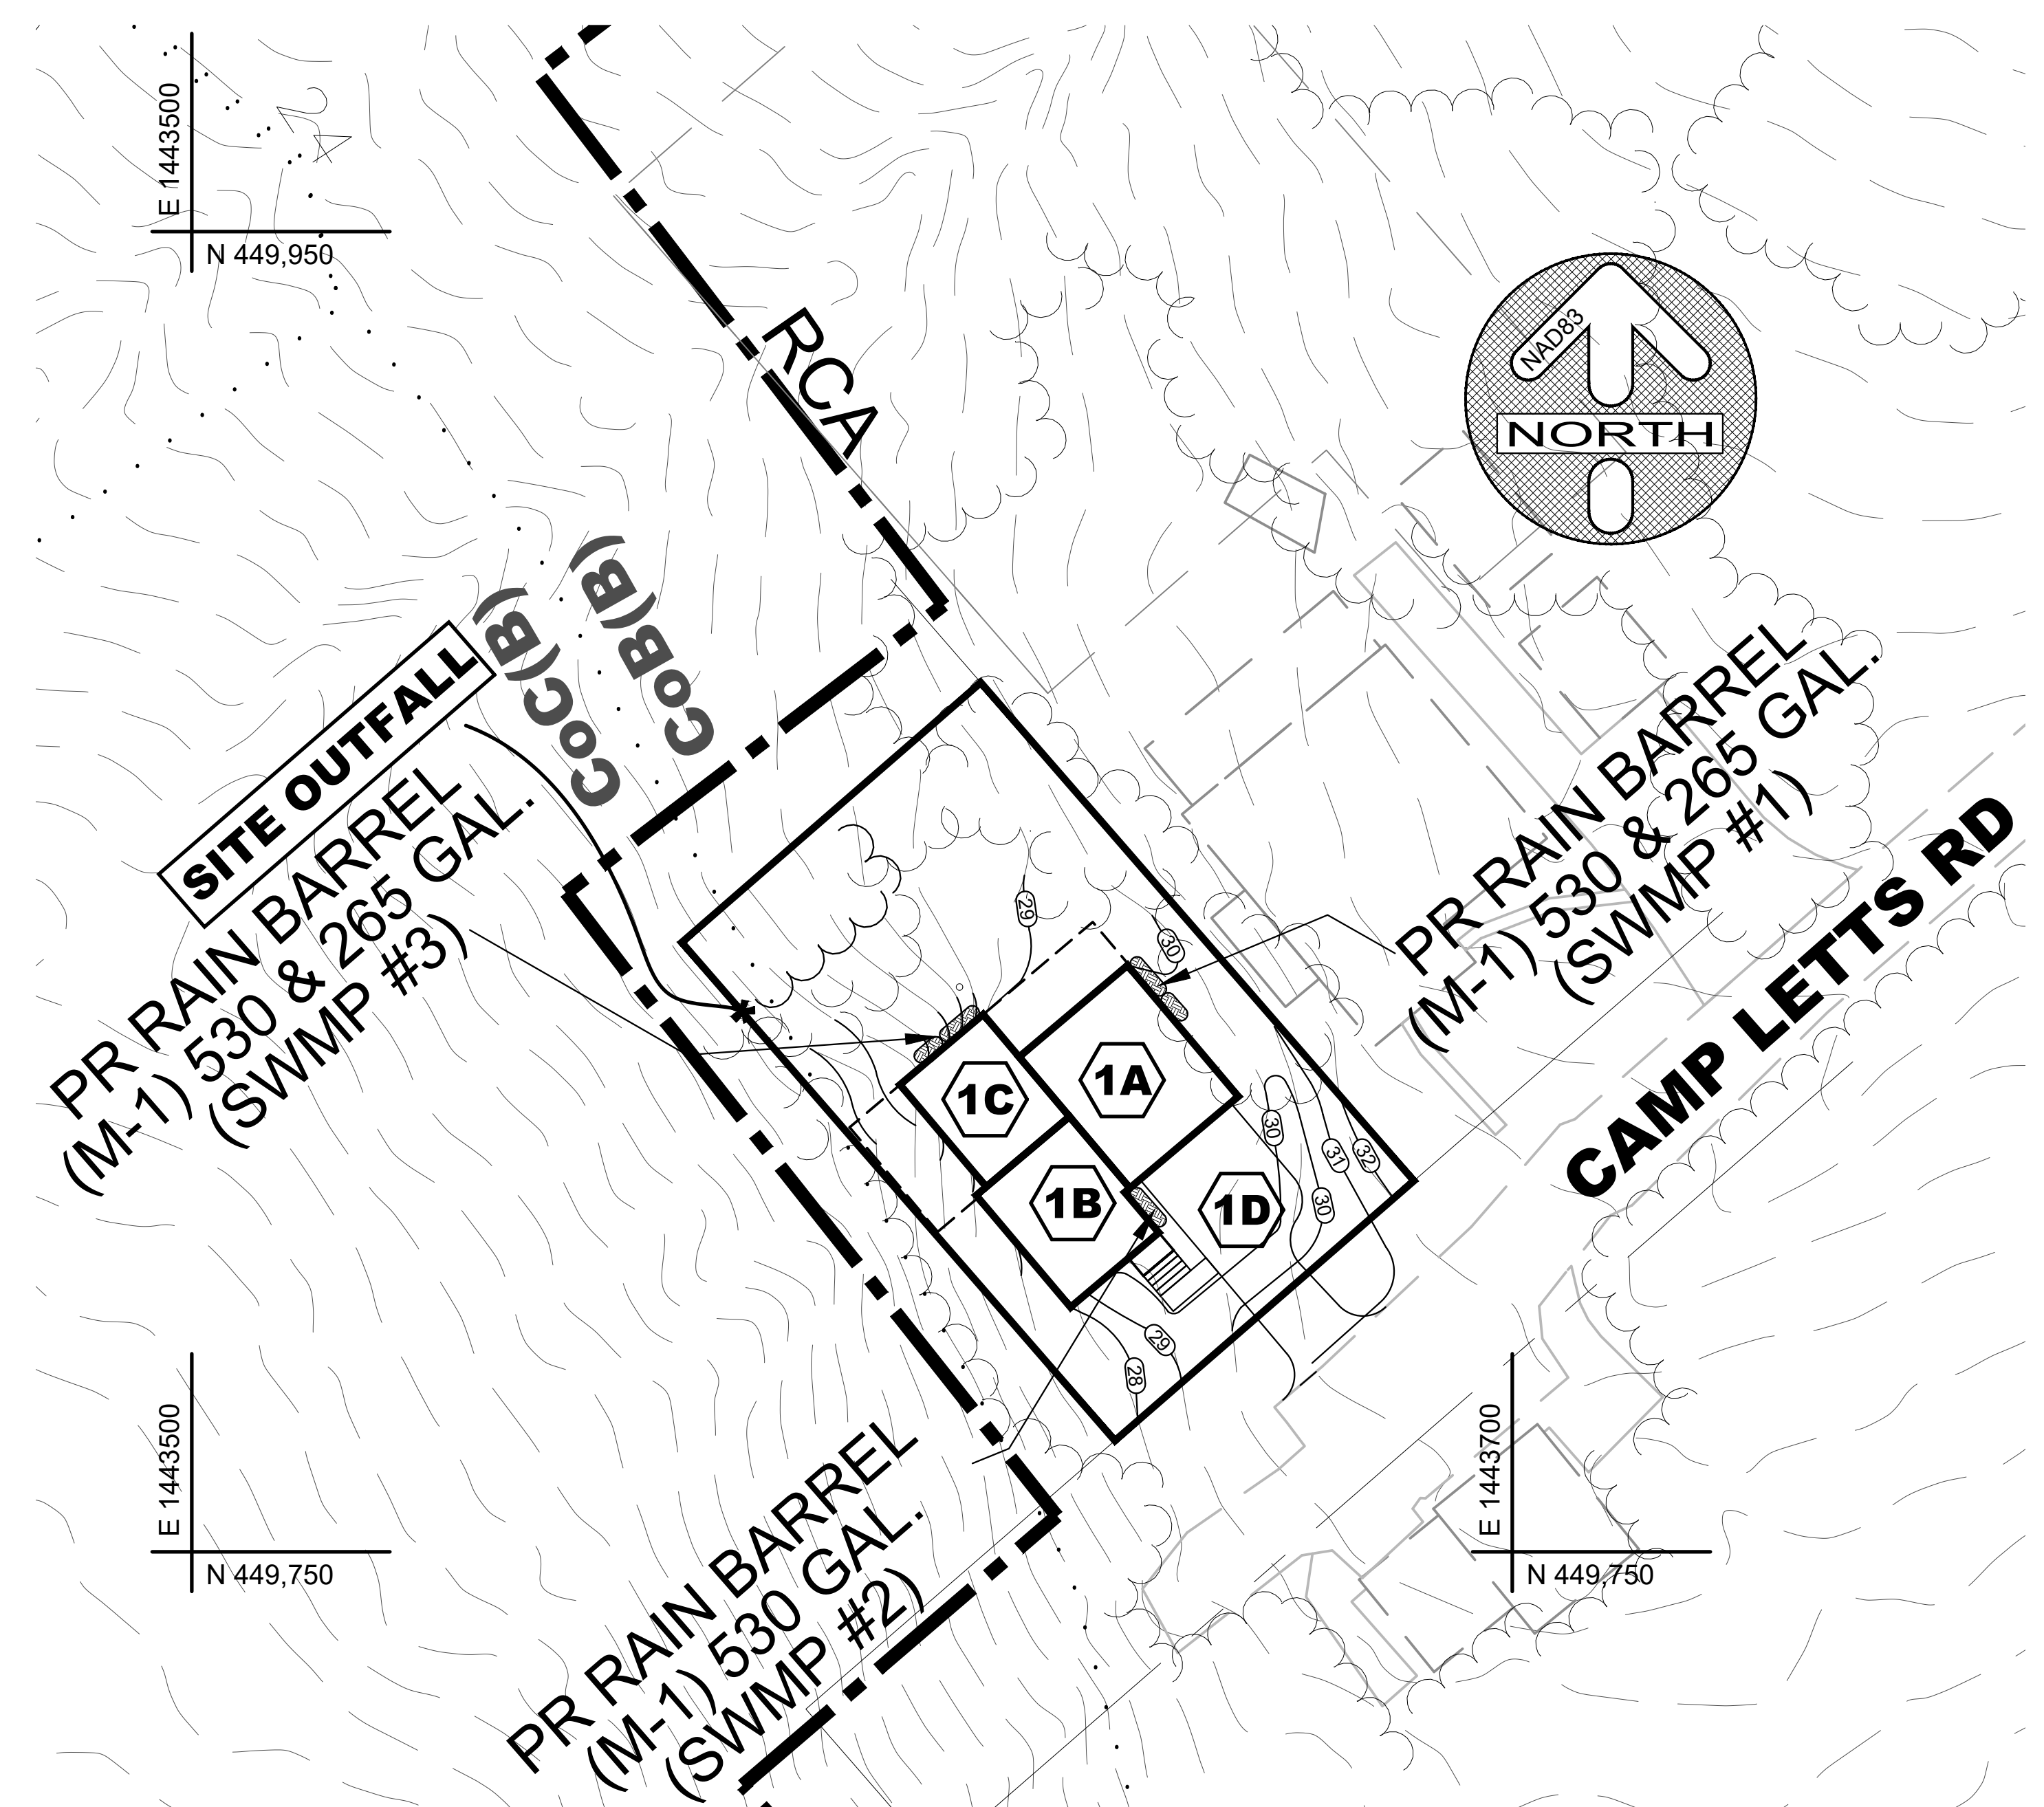 E 1443500
N 449,950
RCA
NAD83
NORTH
CoC(B)
CoB(B)
SITE OUTFALL
PR RAIN BARREL
(M-1) 530 & 265 GAL.
(SWMP #3)
PR RAIN BARREL
(M-1) 530 & 265 GAL.
(SWMP #1)
CAMP LETTS RD
29
30
1A
1C
1B
1D
30
31
32
30
29
28
E 1443500
N 449,750
PR RAIN BARREL
(M-1) 530 GAL.
(SWMP #2)
E 1443700
N 449,750